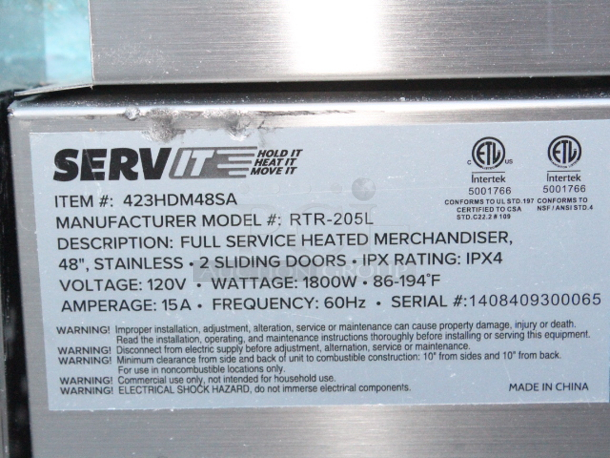 SERVIT HOLD IT
HEAT IT
MOVE IT
C ETL US
Intertek
5001766
CONFORMS TO UL STD.197
CERTIFIED TO CSA
STD.C22.2 # 109
ETL
Intertek
5001766
CONFORMS TO
NSF/ANSI STD.4
ITEM #: 423HDM48SA
MANUFACTURER MODEL #: RTR-205L
DESCRIPTION: FULL SERVICE HEATED MERCHANDISER,
48", STAINLESS • 2 SLIDING DOORS • IPX RATING: IPX4
VOLTAGE: 120V • WATTAGE: 1800W • 86-194°F
AMPERAGE: 15A • FREQUENCY: 60Hz • SERIAL #:1408409300065
WARNING! Improper installation, adjustment, alteration, service or maintenance can cause property damage, injury or death.
Read the installation, operating, and maintenance instructions thoroughly before installing or servicing this equipment.
WARNING! Disconnect from electric supply before adjustment, alternation, service or maintenance.
WARNING! Minimum clearance from side and back of unit to combustible construction: 10" from sides and 10" from back.
For use in noncombustible locations only.
WARNING! Commercial use only, not intended for household use.
WARNING! ELECTRICAL SHOCK HAZARD, do not immerse electrical components.
MADE IN CHINA